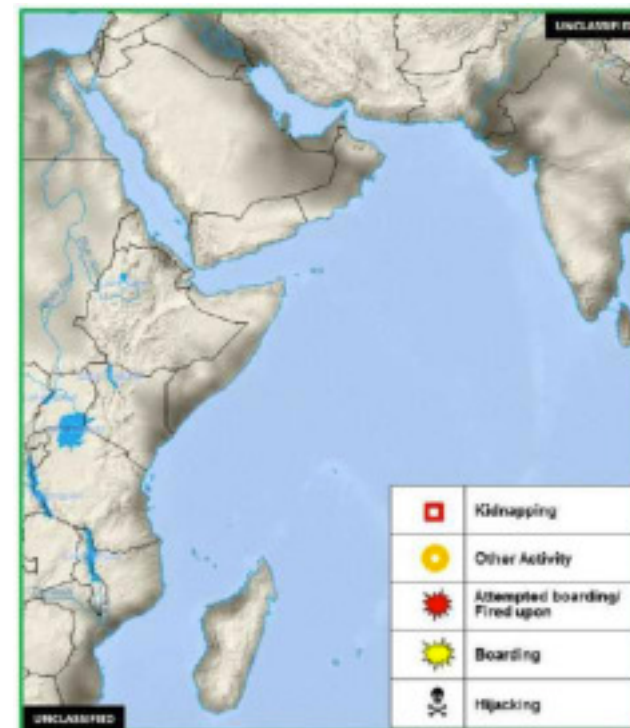 UNCLASSIFIED
Kidnapping
Other Activity
Attempted boarding/
Fired upon
Boarding
Hijacking
UNCLASSIFIED